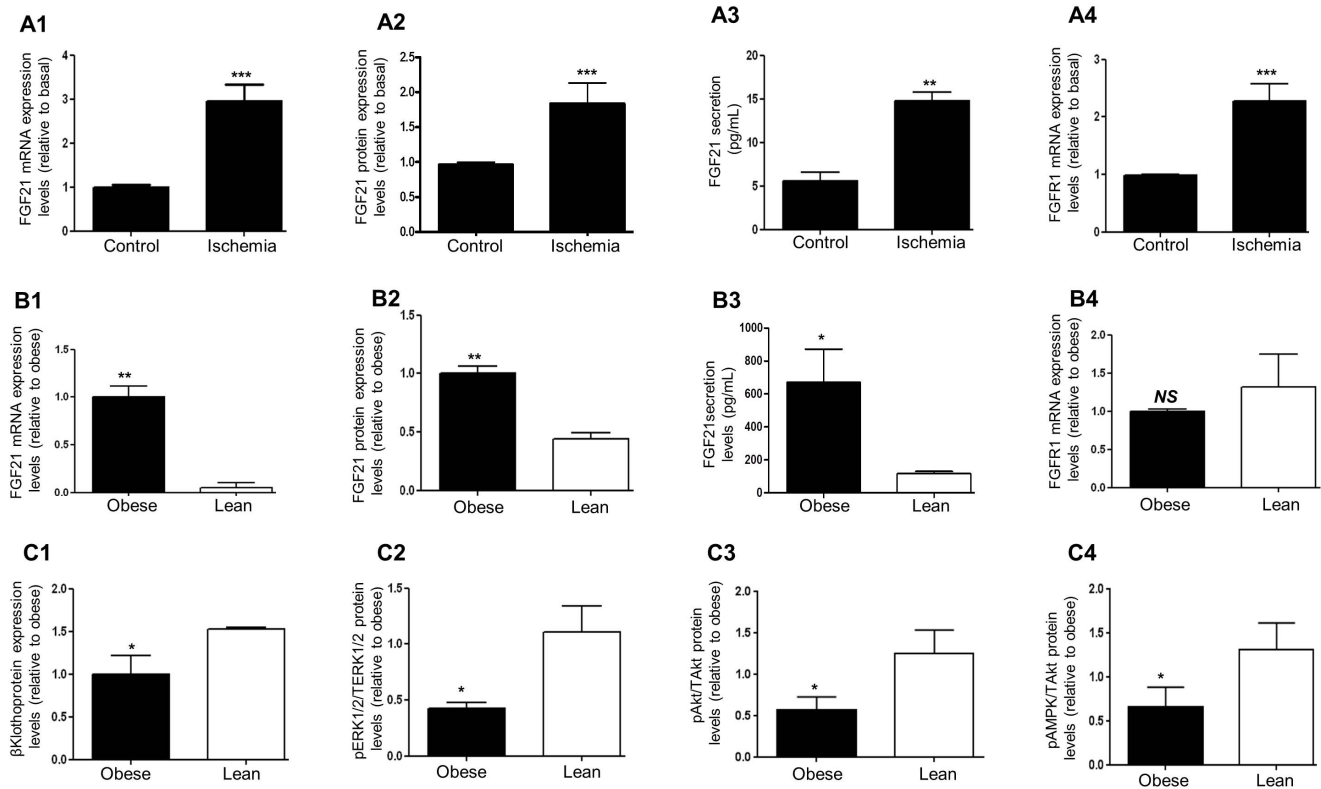 A1
FGF21 mRNA expression
levels (relative to basal)
4
3
2
1
0
***
Control
Ischemia
A2
FGF21 protein expression
levels (relative to basal)
2.5
2.0
1.5
1.0
0.5
0.0
***
Control
Ischemia
A3
FGF21 secretion
(pg/mL)
20
15
10
5
0
**
Control
Ischemia
A4
FGFR1 mRNA expression
levels (relative to basal)
3
2
1
0
***
Control
Ischemia
B1
FGF21 mRNA expression
levels (relative to obese)
1.5
1.0
0.5
0.0
**
Obese
Lean
B2
FGF21 protein expression
levels (relative to obese)
1.5
1.0
0.5
0.0
**
Obese
Lean
B3
FGF21secretion
levels (pg/mL)
1000
800
600
400
200
0
*
Obese
Lean
B4
FGFR1 mRNA expression
levels (relative to obese)
2.0
1.5
1.0
0.5
0.0
NS
Obese
Lean
C1
βKlothoprotein expression
levels (relative to obese)
2.0
1.5
1.0
0.5
0.0
*
Obese
Lean
C2
pERK1/2/TERK1/2 protein
levels (relative to obese)
1.5
1.0
0.5
0.0
*
Obese
Lean
C3
pAkt/TAkt protein
levels (relative to obese)
2.0
1.5
1.0
0.5
0.0
*
Obese
Lean
C4
pAMPK/TAkt protein
levels (relative to obese)
2.0
1.5
1.0
0.5
0.0
*
Obese
Lean